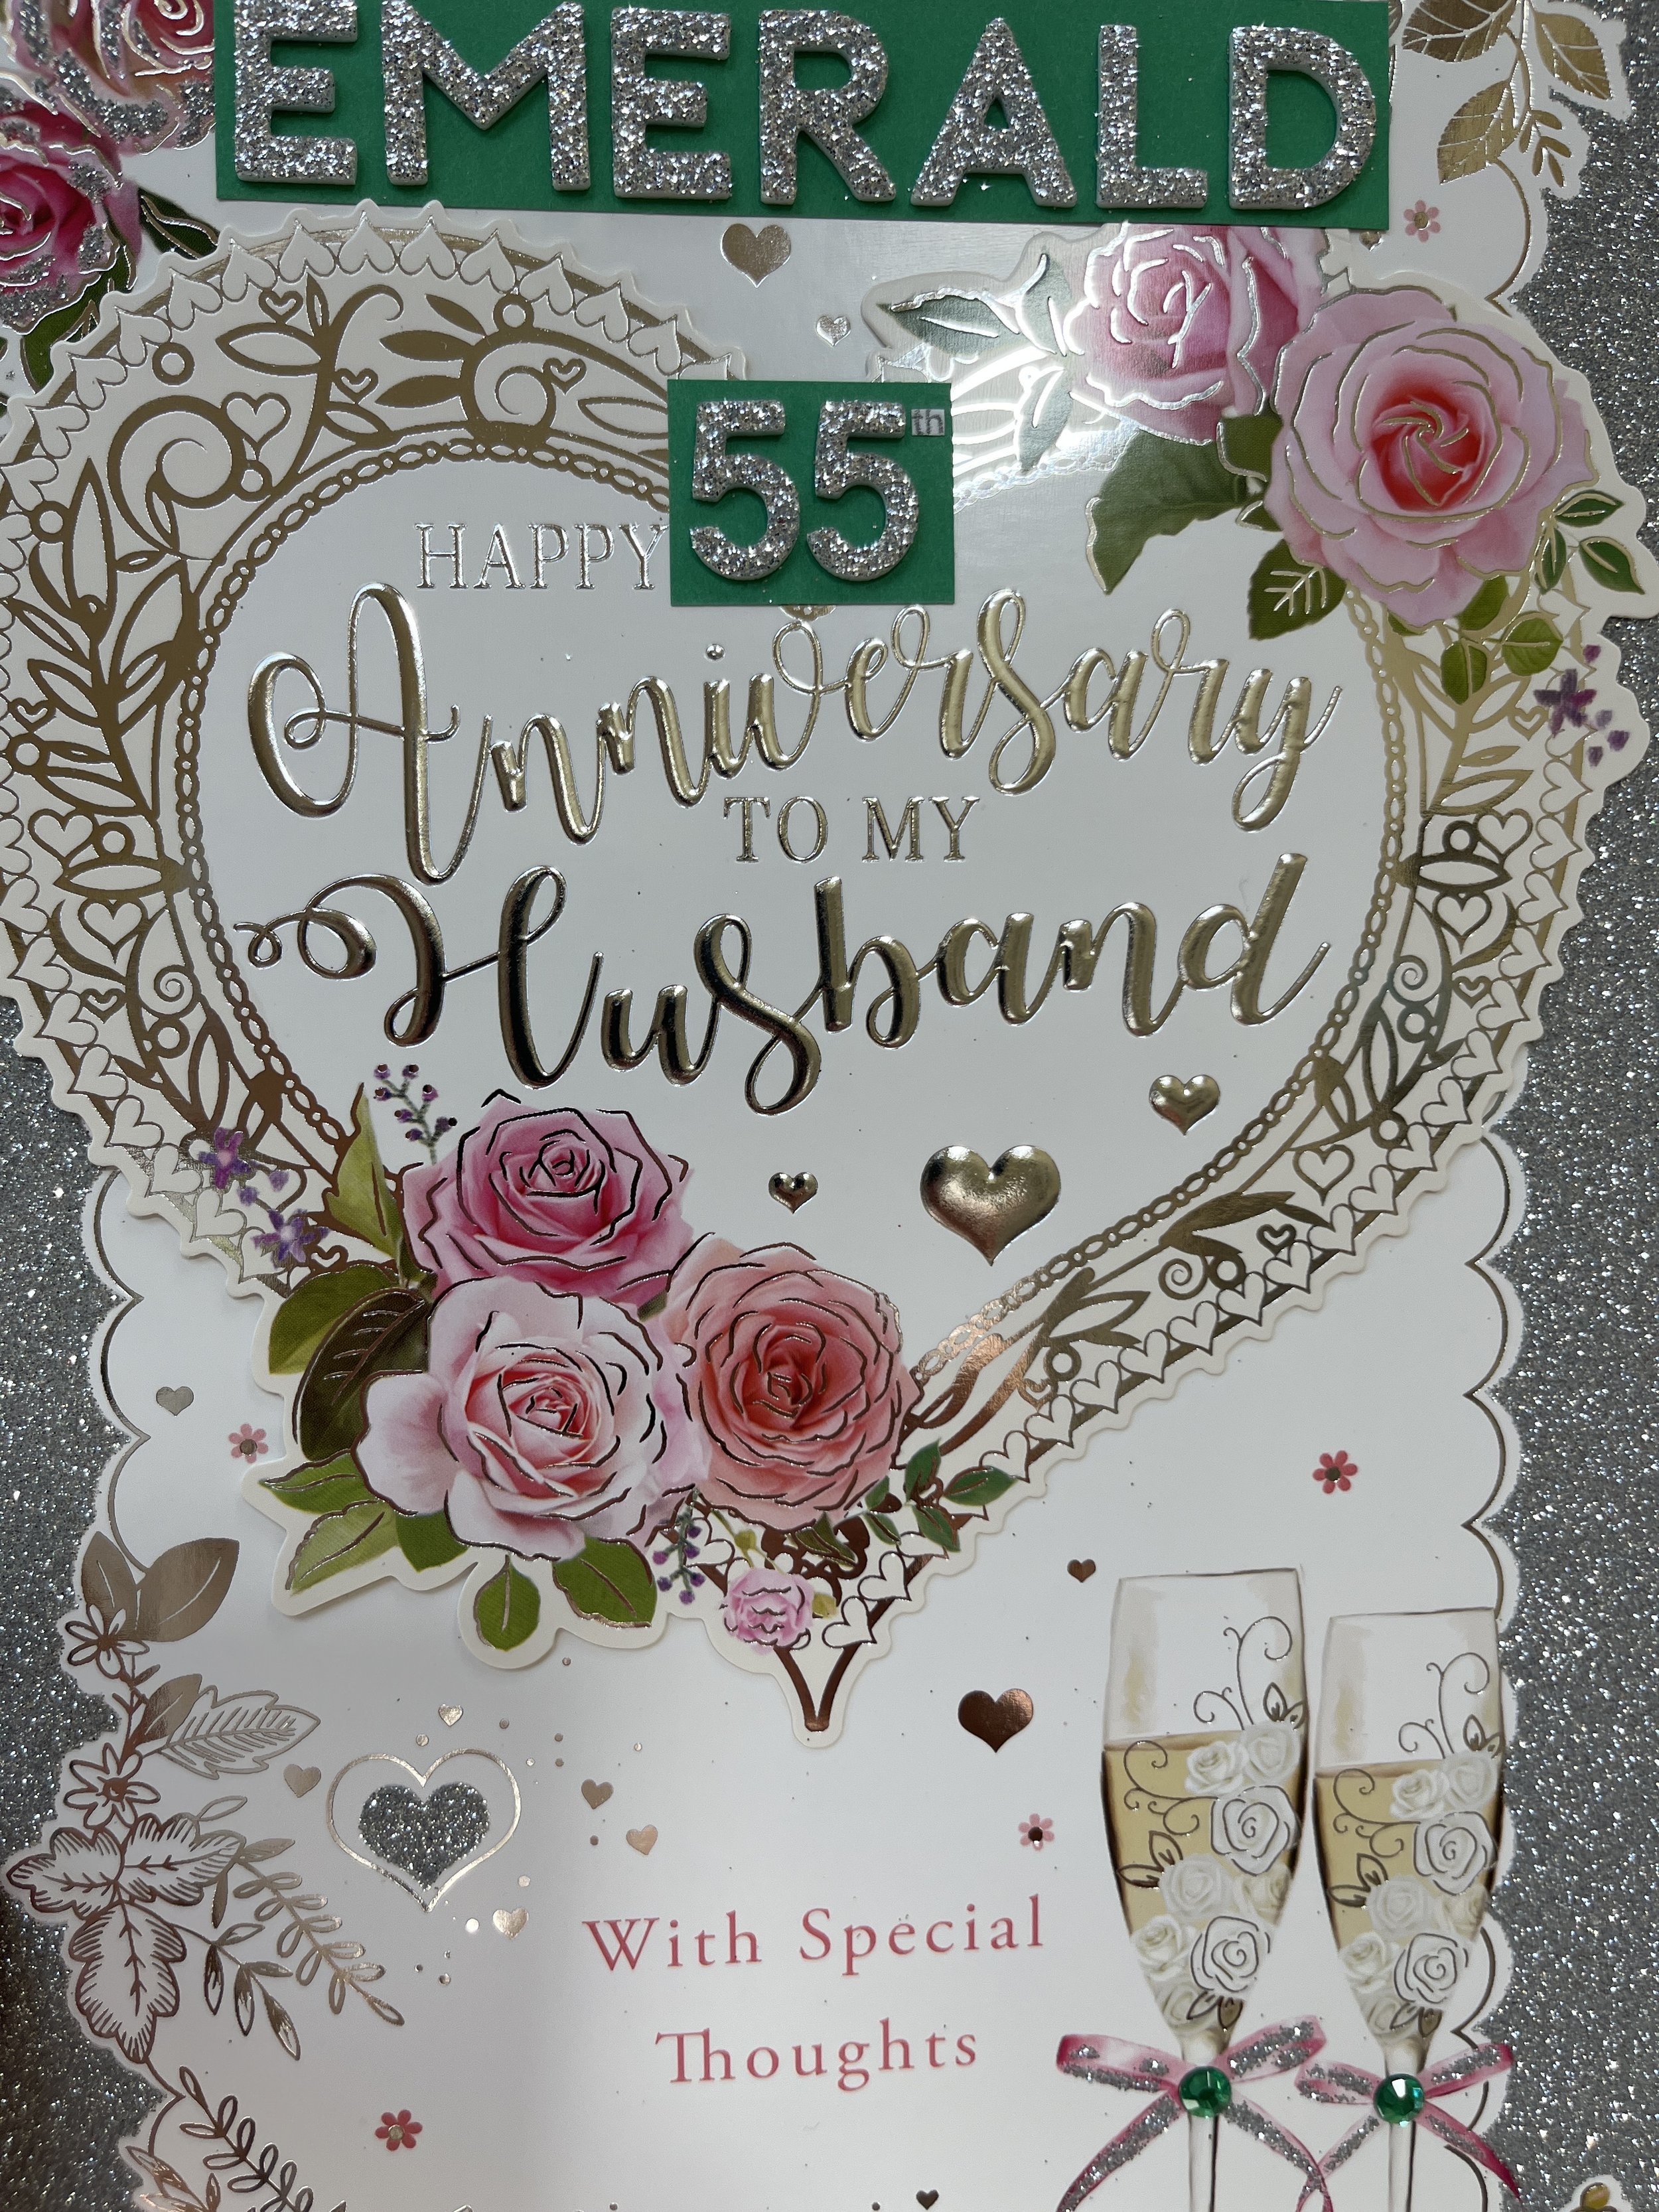 EMERALD
HAPPY 55th
Anniversary
TO MY
Husband
With Special
Thoughts